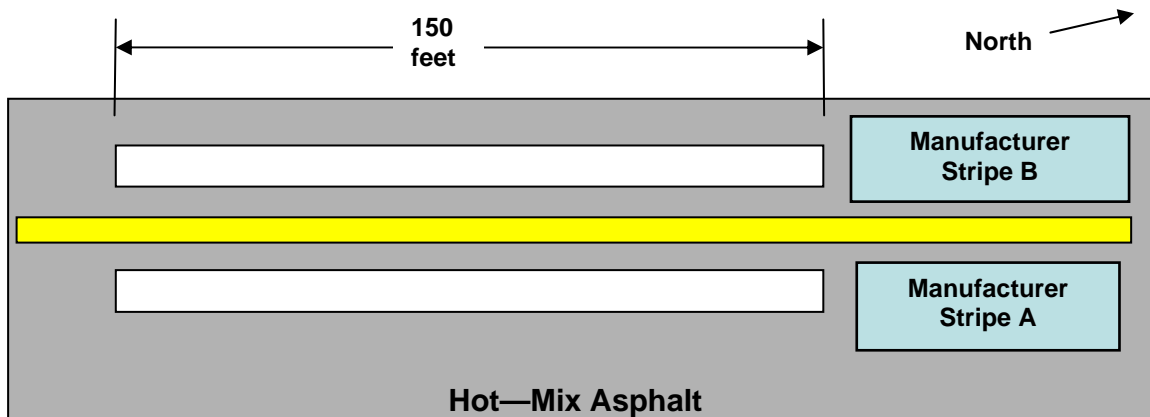 150
feet
North
Manufacturer
Stripe B
Manufacturer
Stripe A
Hot—Mix Asphalt